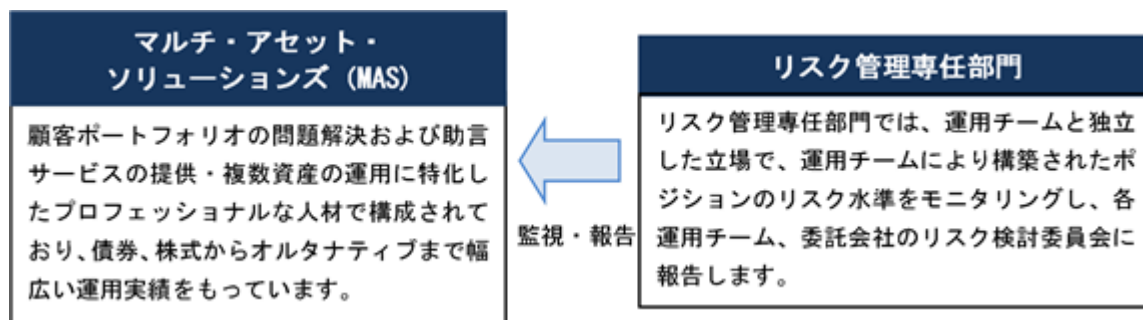 マルチ・アセット・
ソリューションズ (MAS)
顧客ポートフォリオの問題解決および助言
サービスの提供・複数資産の運用に特化し
たプロフェッショナルな人材で構成されて
おり、債券、株式からオルタナティブまで幅
広い運用実績をもっています。
監視・報告
リスク管理専任部門
リスク管理専任部門では、運用チームと独立
した立場で、運用チームにより構築されたポ
ジションのリスク水準をモニタリングし、各
運用チーム、委託会社のリスク検討委員会に
報告します。